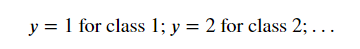 y = 1 for class 1; y = 2 for class 2; . . .